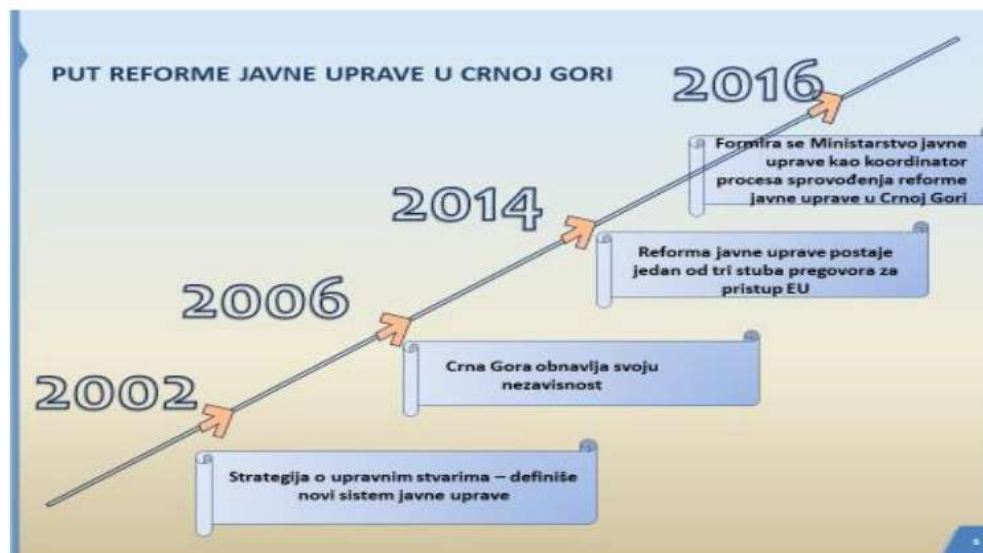 PUT REFORME JAVNE UPRAVE U CRNOJ GORI
2016
Formira se Ministarstvo javne
uprave kao koordinator
procesa sprovođenja reforme
javne uprave u Crnoj Gori
2014
Reforma javne uprave postaje
jedan od tri stuba pregovora za
pristup EU
2006
Crna Gora obnavlja svoju
nezavisnost
2002
Strategija o upravnim stvarima – definiše
novi sistem javne uprave